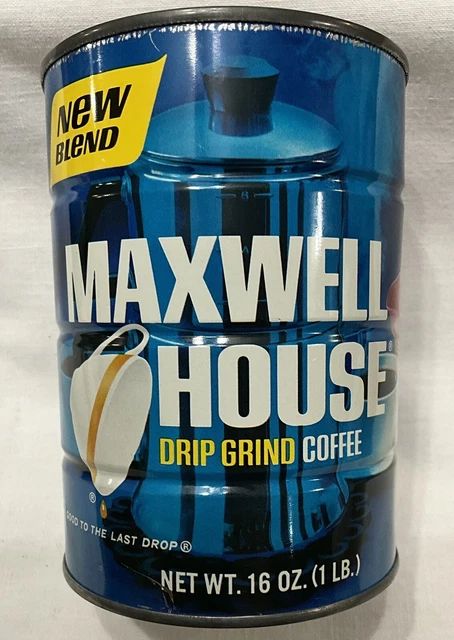 New
BLEND
MAXWELL
HOUSE®
DRIP GRIND COFFEE
®
GOOD TO THE LAST DROP®
NET WT. 16 OZ. (1 LB.)